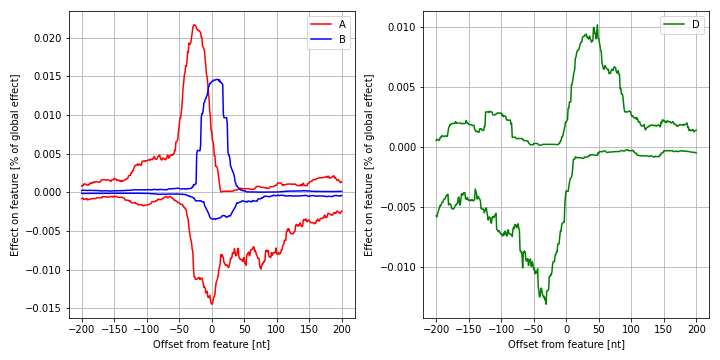 A
B
0.020
0.015
0.010
0.005
0.000
−0.005
−0.010
−0.015
−200 −150 −100 −50 0 50 100 150 200
Offset from feature [nt]
Effect on feature [% of global effect]
D
0.010
0.005
0.000
−0.005
−0.010
−200 −150 −100 −50 0 50 100 150 200
Offset from feature [nt]
Effect on feature [% of global effect]